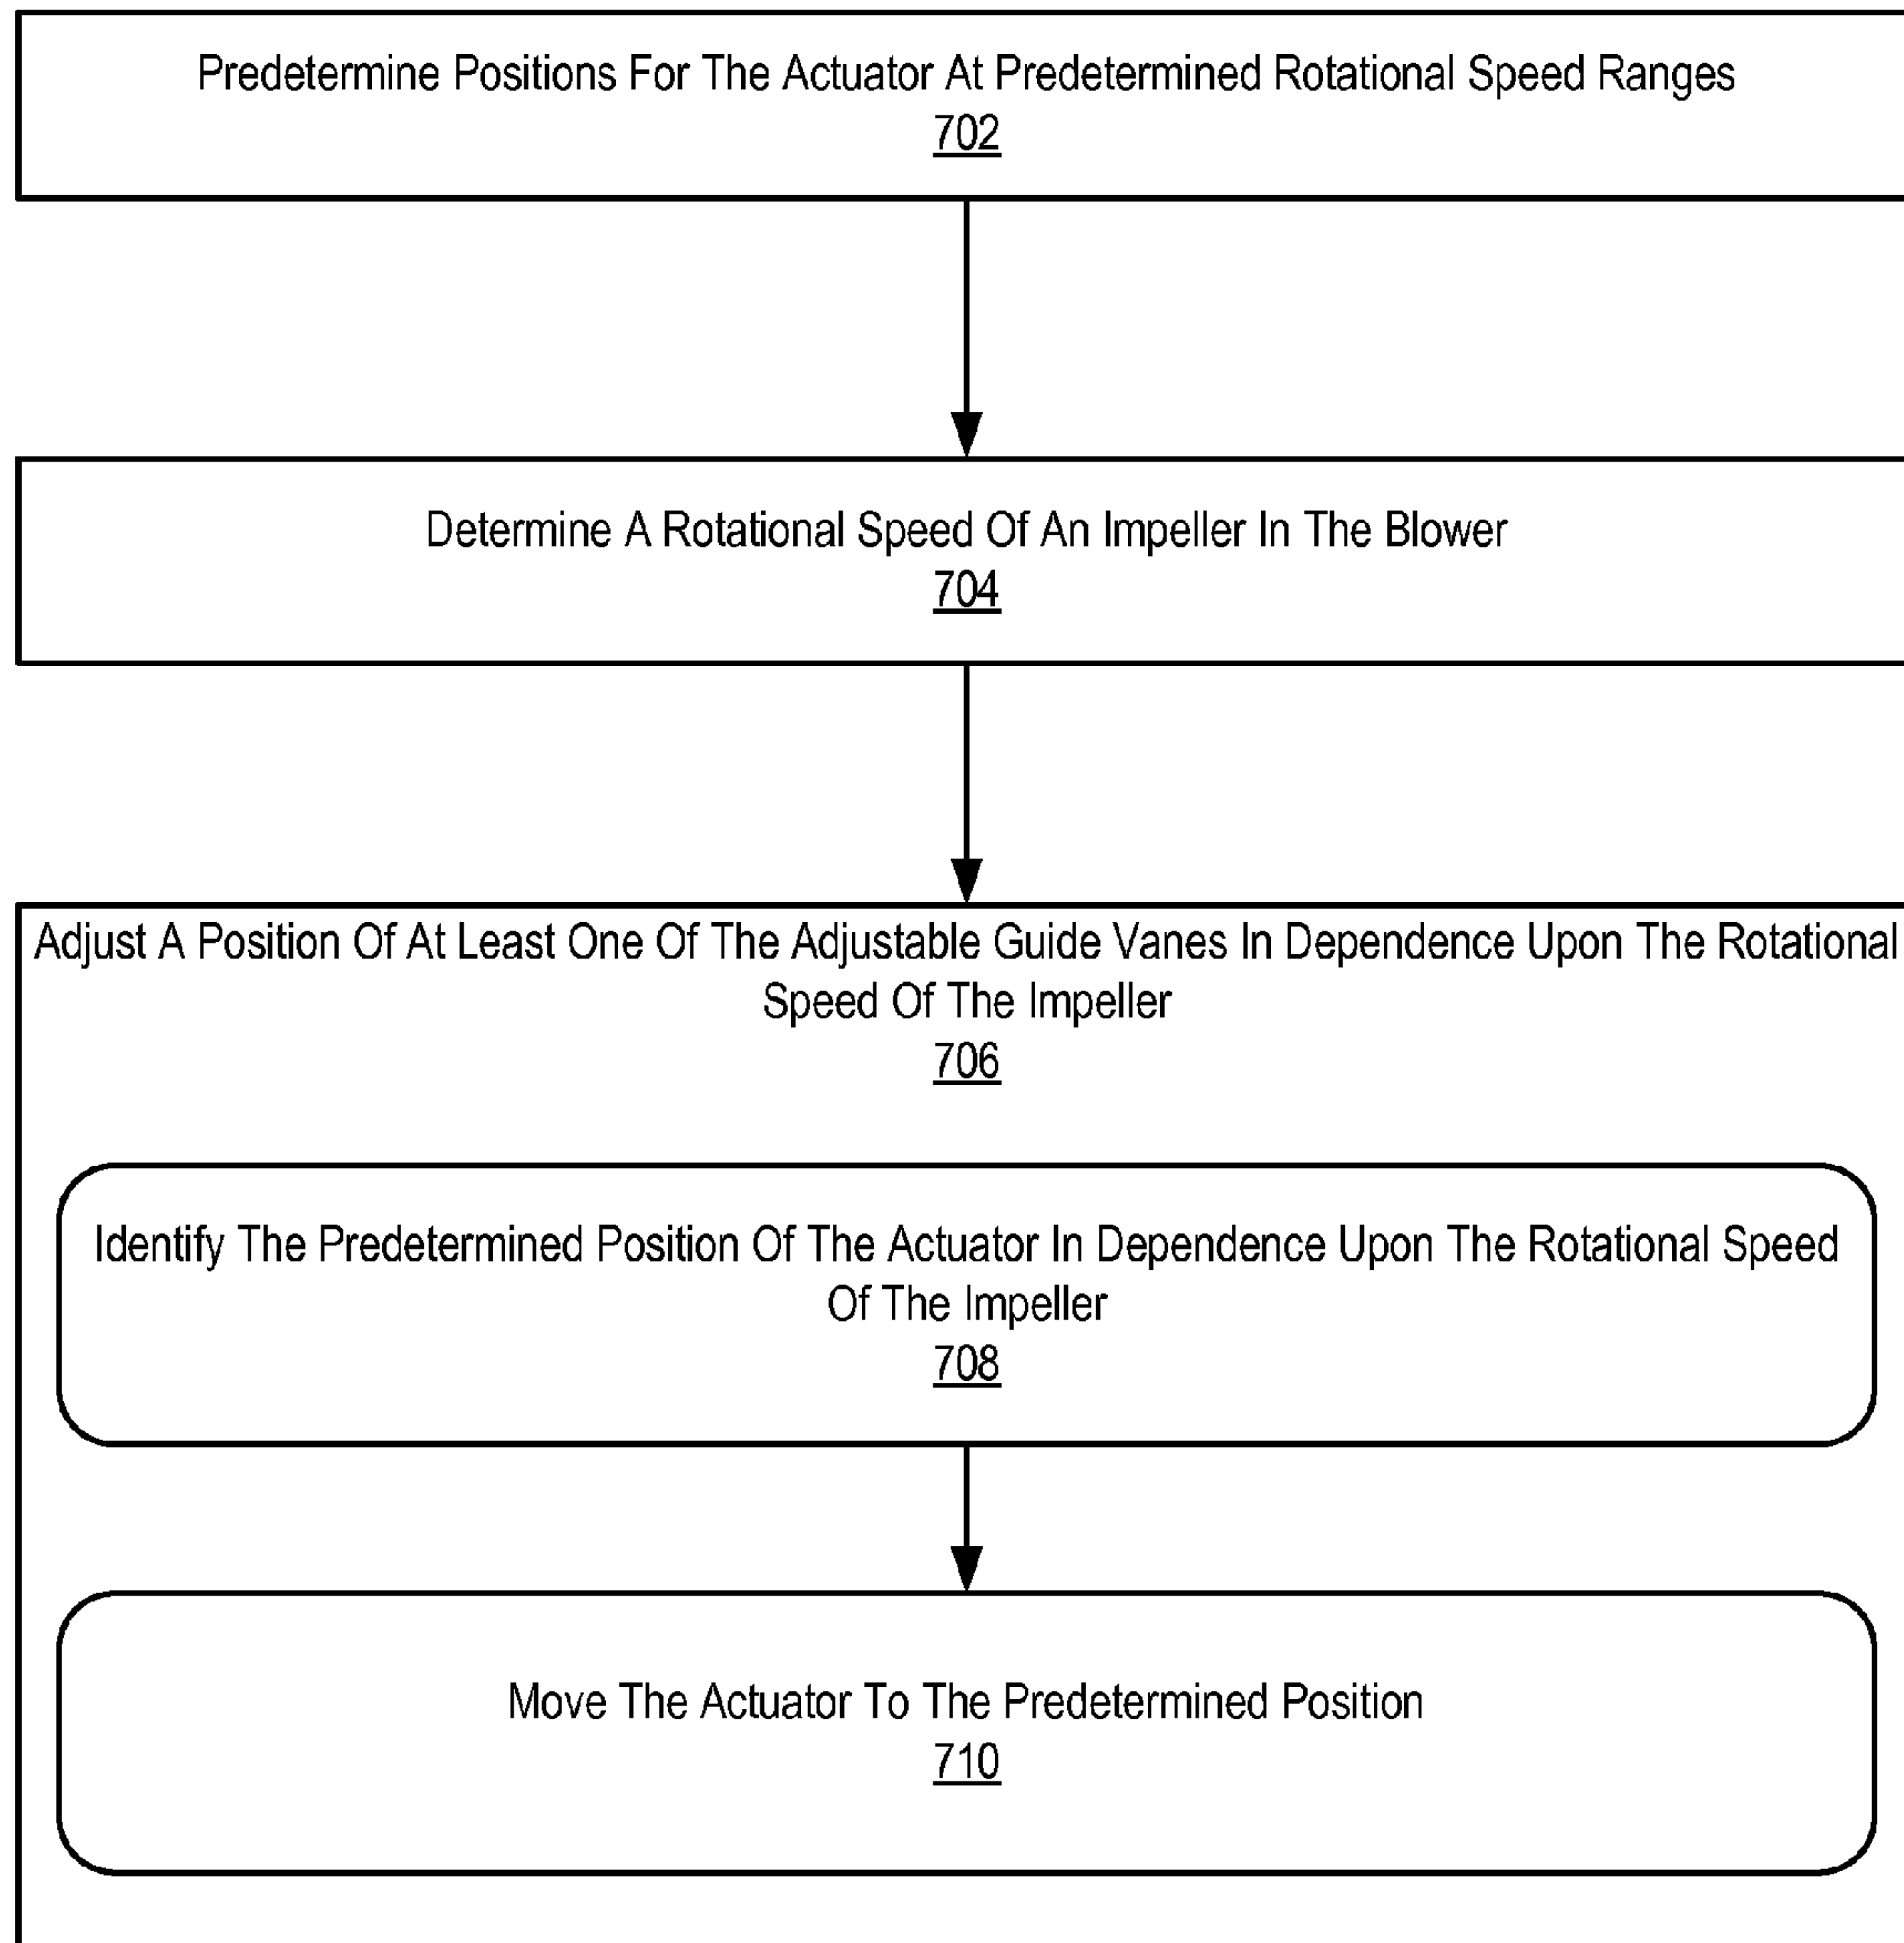 Predetermine Positions For The Actuator At Predetermined Rotational Speed Ranges
702
Determine A Rotational Speed Of An Impeller In The Blower
704
Adjust A Position Of At Least One Of The Adjustable Guide Vanes In Dependence Upon The Rotational
Speed Of The Impeller
706
Identify The Predetermined Position Of The Actuator In Dependence Upon The Rotational Speed
Of The Impeller
708
Move The Actuator To The Predetermined Position
710